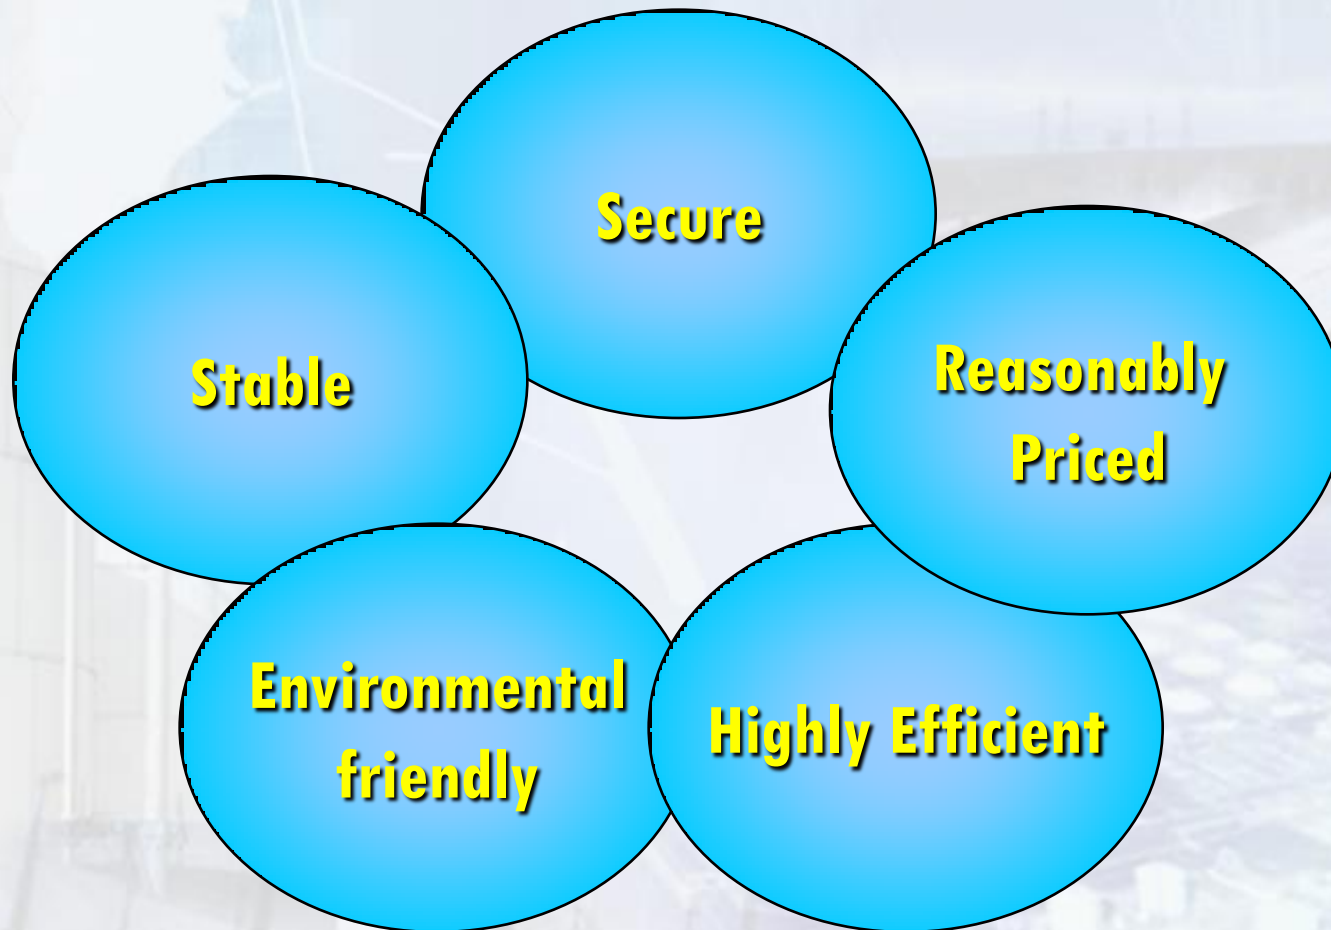 Secure
Stable
Reasonably
Priced
Environmental
friendly
Highly Efficient